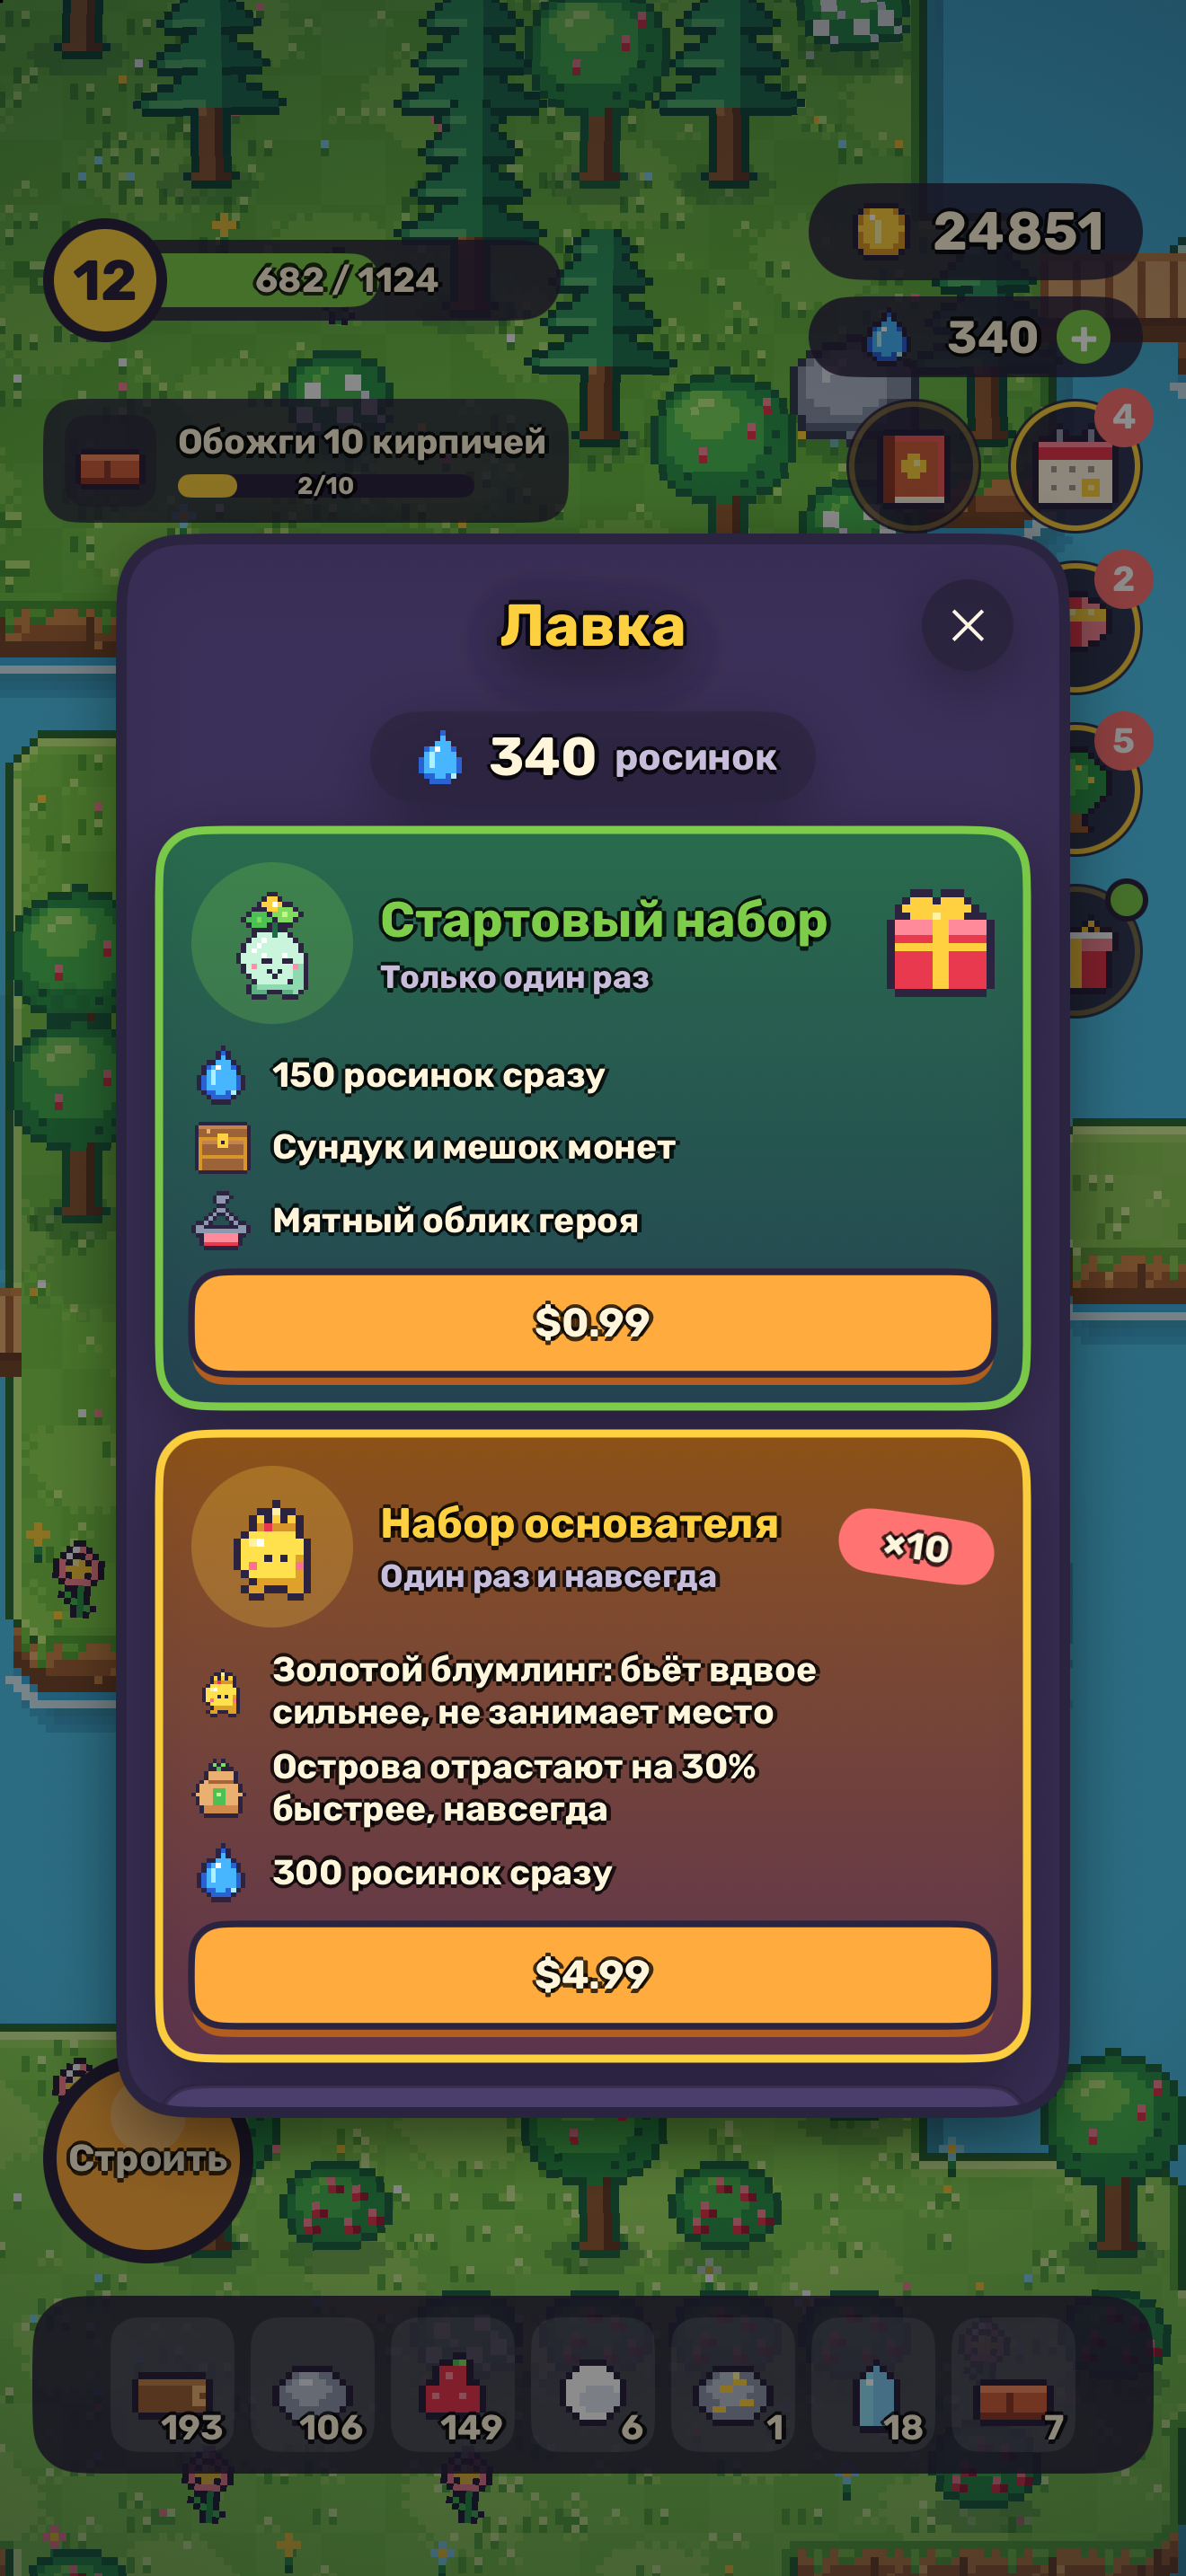 24851
12
682 / 1124
340
Обожги 10 кирпичей
2/10
4
2
5
Лавка
340 росинок
Стартовый набор
Только один раз
150 росинок сразу
Сундук и мешок монет
Мятный облик героя
$0.99
Набор основателя
Один раз и навсегда
×10
Золотой блумлинг: бьёт вдвое
сильнее, не занимает место
Острова отрастают на 30%
быстрее, навсегда
300 росинок сразу
$4.99
Строить
193
106
149
6
1
18
7